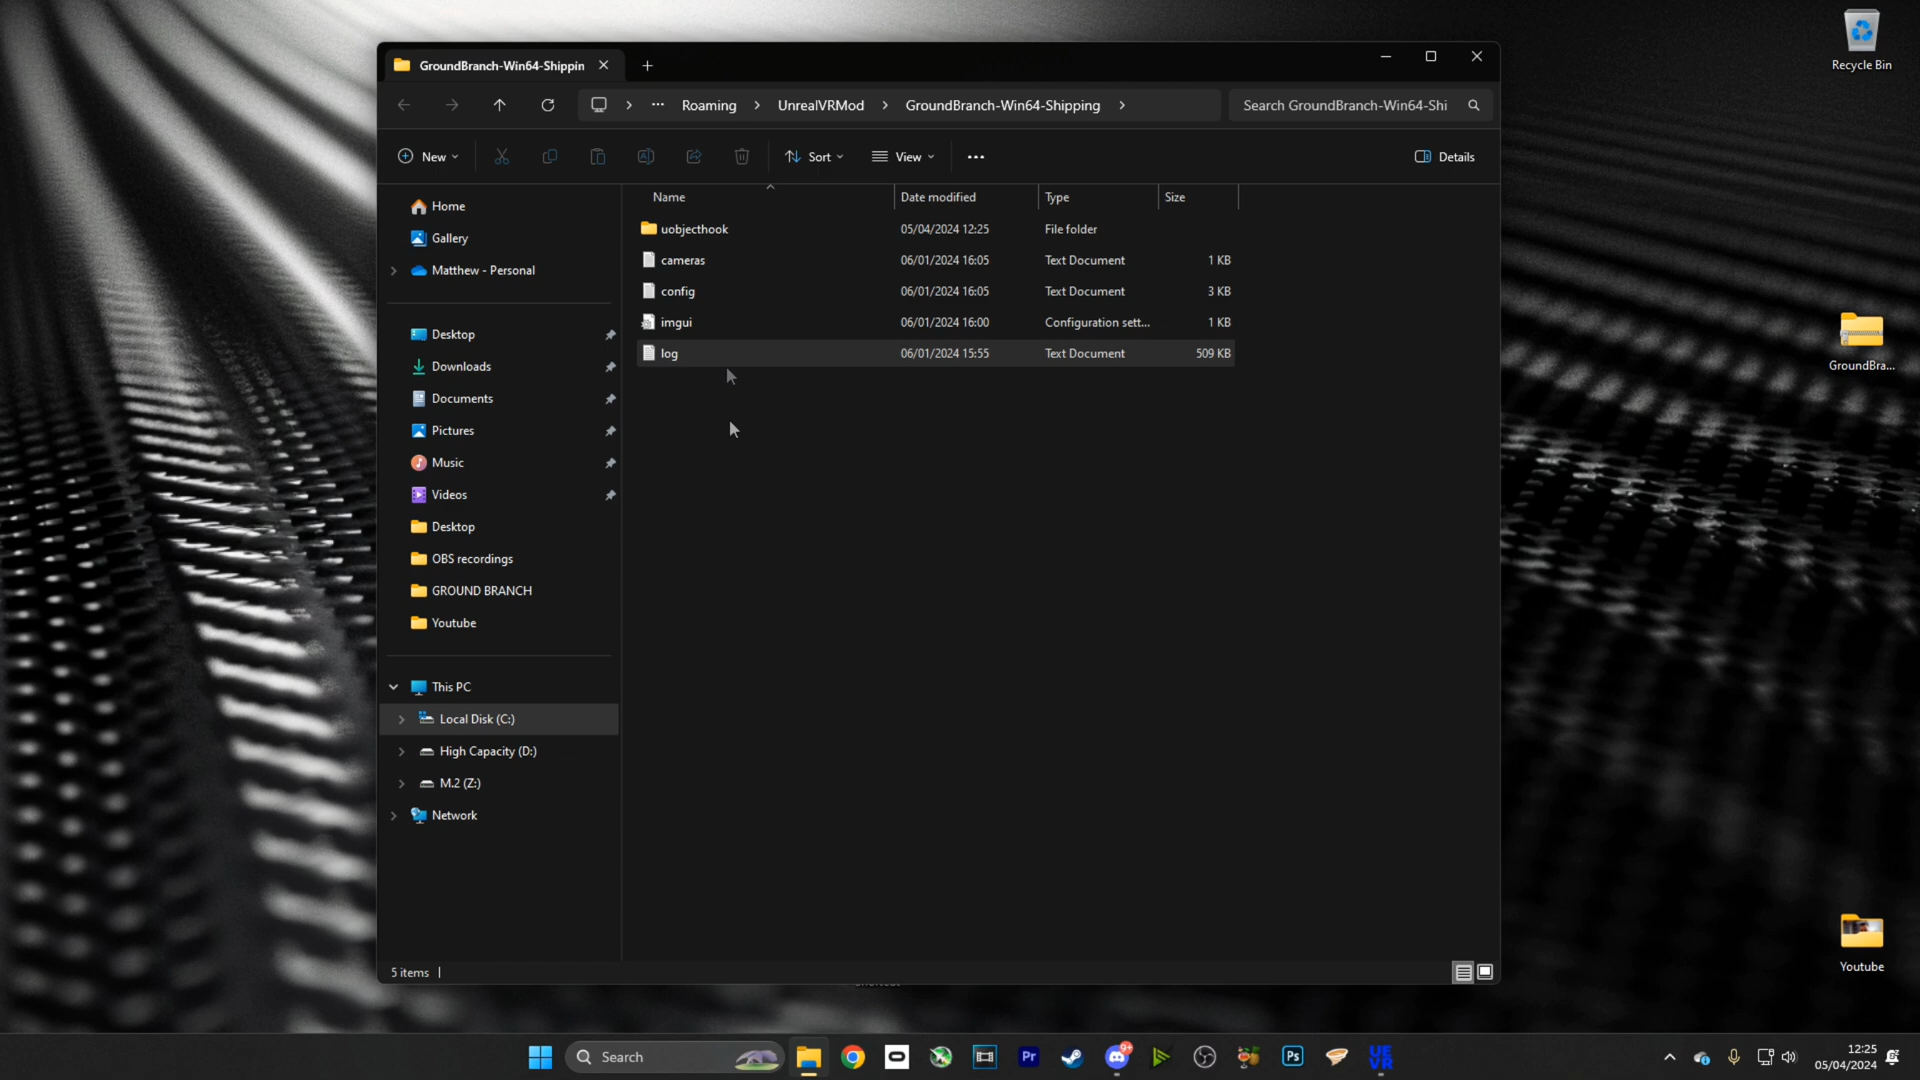 GroundBranch-Win64-Shippin
Roaming
UnrealVRMod
GroundBranch-Win64-Shipping
Search GroundBranch-Win64-Shi
New
Sort
View
Details
Name
Date modified
Type
Size
uobjecthook 05/04/2024 12:25 File folder
cameras 06/01/2024 16:05 Text Document 1 KB
config 06/01/2024 16:05 Text Document 3 KB
imgui 06/01/2024 16:00 Configuration sett... 1 KB
log 06/01/2024 15:55 Text Document 509 KB
Home
Gallery
Matthew - Personal
Desktop
Downloads
Documents
Pictures
Music
Videos
Desktop
OBS recordings
GROUND BRANCH
Youtube
This PC
Local Disk (C:)
High Capacity (D:)
M.2 (Z:)
Network
5 items
Recycle Bin
GroundBra...
Youtube
Search
Pr
9+
Ps
UE
VR
12:25
05/04/2024